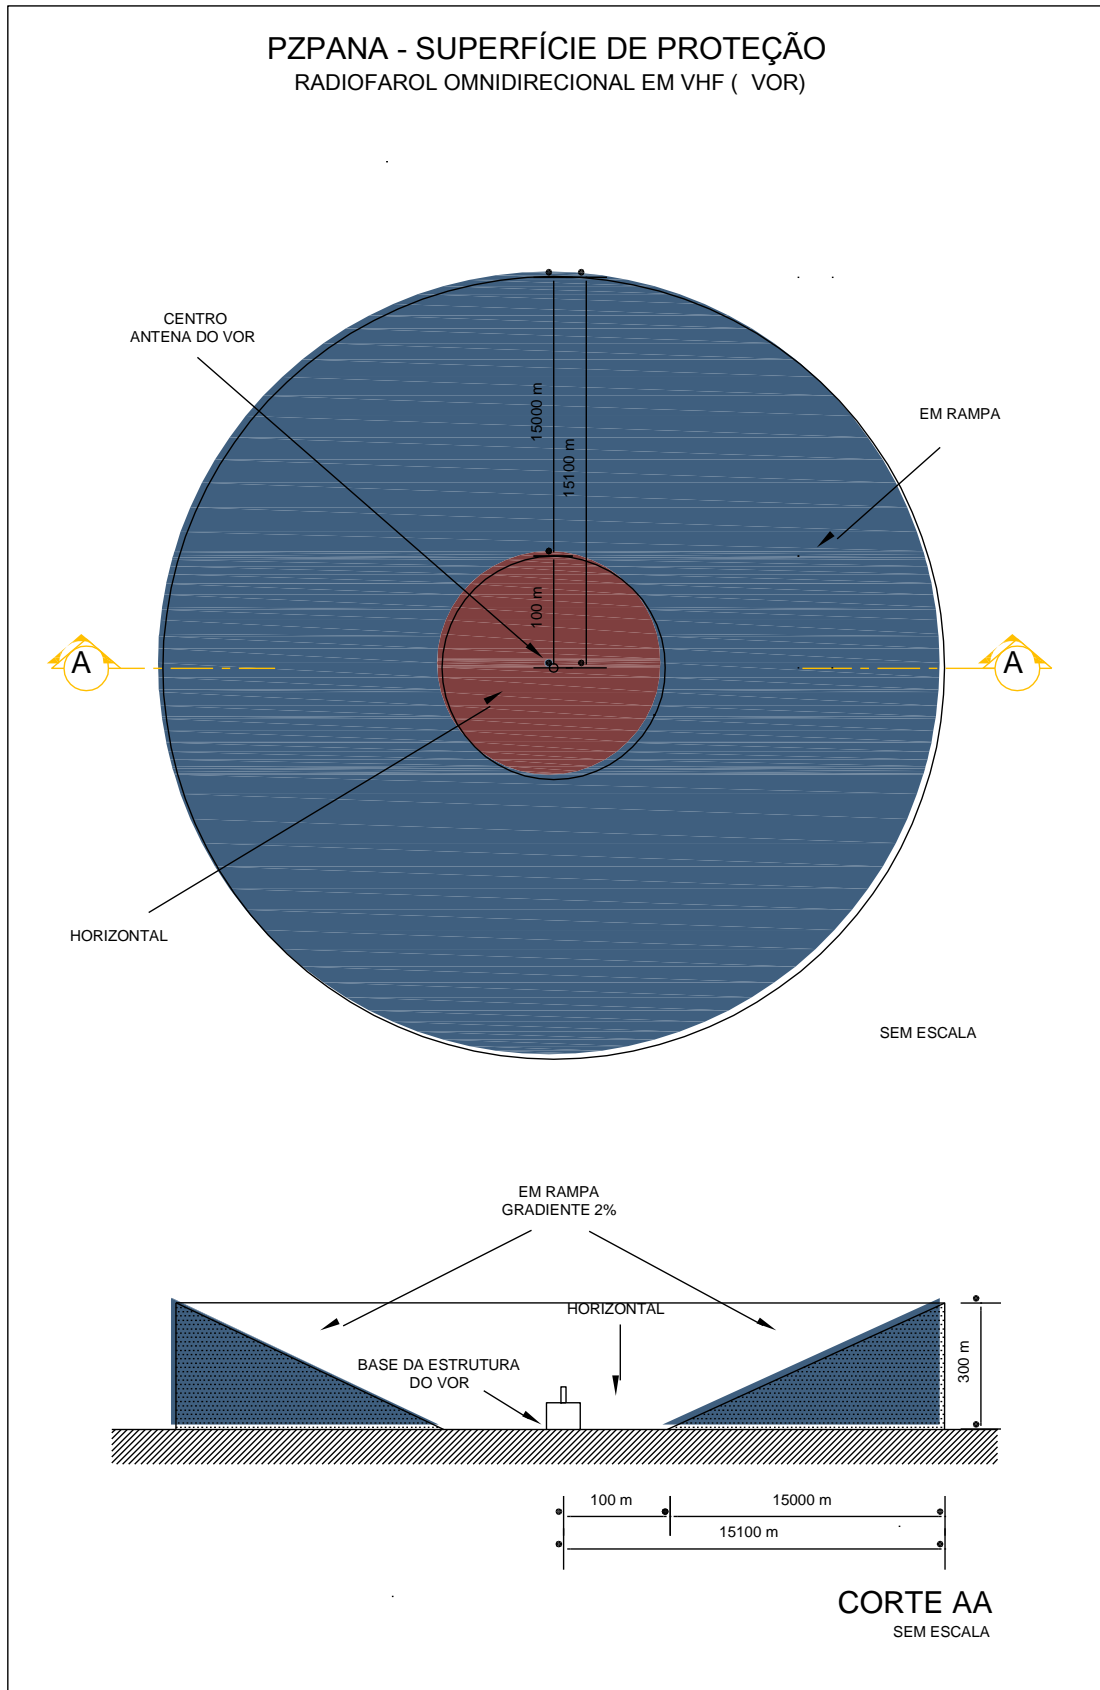 PZPANA - SUPERFÍCIE DE PROTEÇÃO
RADIOFAROL OMNIDIRECIONAL EM VHF ( VOR)
CENTRO
ANTENA DO VOR
15000 m
15100 m
EM RAMPA
100 m
A
A
HORIZONTAL
SEM ESCALA
EM RAMPA
GRADIENTE 2%
HORIZONTAL
BASE DA ESTRUTURA
DO VOR
300 m
100 m
15000 m
15100 m
CORTE AA
SEM ESCALA